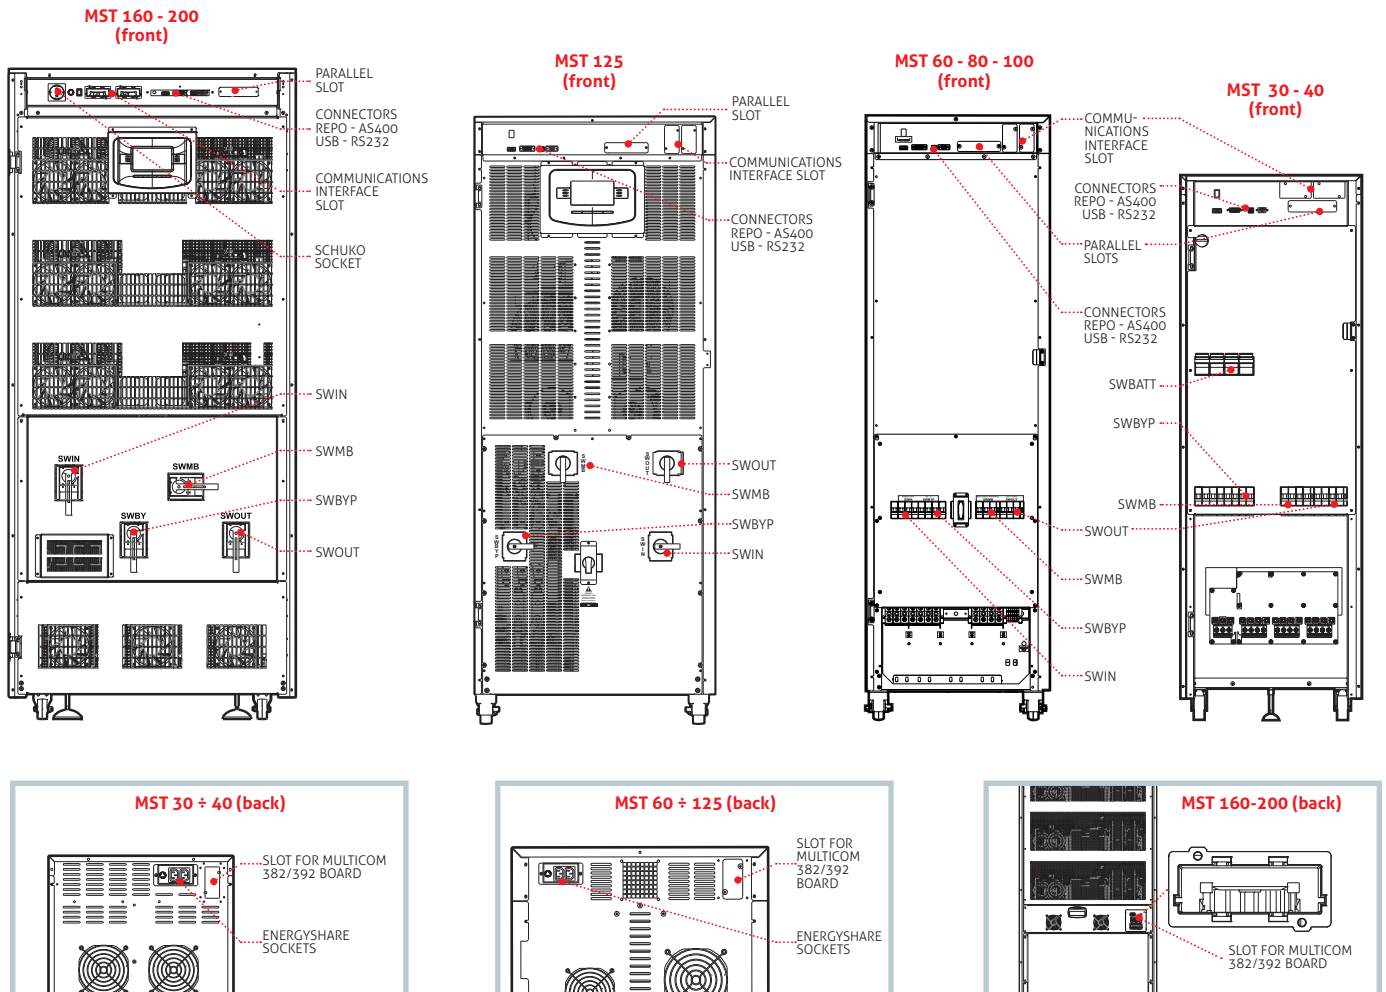 MST 160 - 200
(front)
PARALLEL
SLOT
CONNECTORS
REPO - AS400
USB - RS232
COMMUNICATIONS
INTERFACE
SLOT
SCHUKO
SOCKET
SWIN
SWMB
SWBYP
SWOUT
SWIN
SWMB
SWBY
SWOUT
MST 125
(front)
PARALLEL
SLOT
COMMUNICATIONS
INTERFACE SLOT
CONNECTORS
REPO - AS400
USB - RS232
SWOUT
SWMB
SWBYP
SWIN
SWMB
SWOUT
SWBYP
SWIN
MST 60 - 80 - 100
(front)
COMMU-
NICATIONS
INTERFACE
SLOT
CONNECTORS
REPO - AS400
USB - RS232
PARALLEL
SLOTS
CONNECTORS
REPO - AS400
USB - RS232
SWBATT
SWBYP
SWMB
SWOUT
SWMB
SWBYP
SWIN
MST 30 - 40
(front)
MST 30 ÷ 40 (back)
SLOT FOR MULTICOM
382/392 BOARD
ENERGYSHARE
SOCKETS
MST 60 ÷ 125 (back)
SLOT FOR
MULTICOM
382/392
BOARD
ENERGYSHARE
SOCKETS
MST 160-200 (back)
SLOT FOR MULTICOM
382/392 BOARD